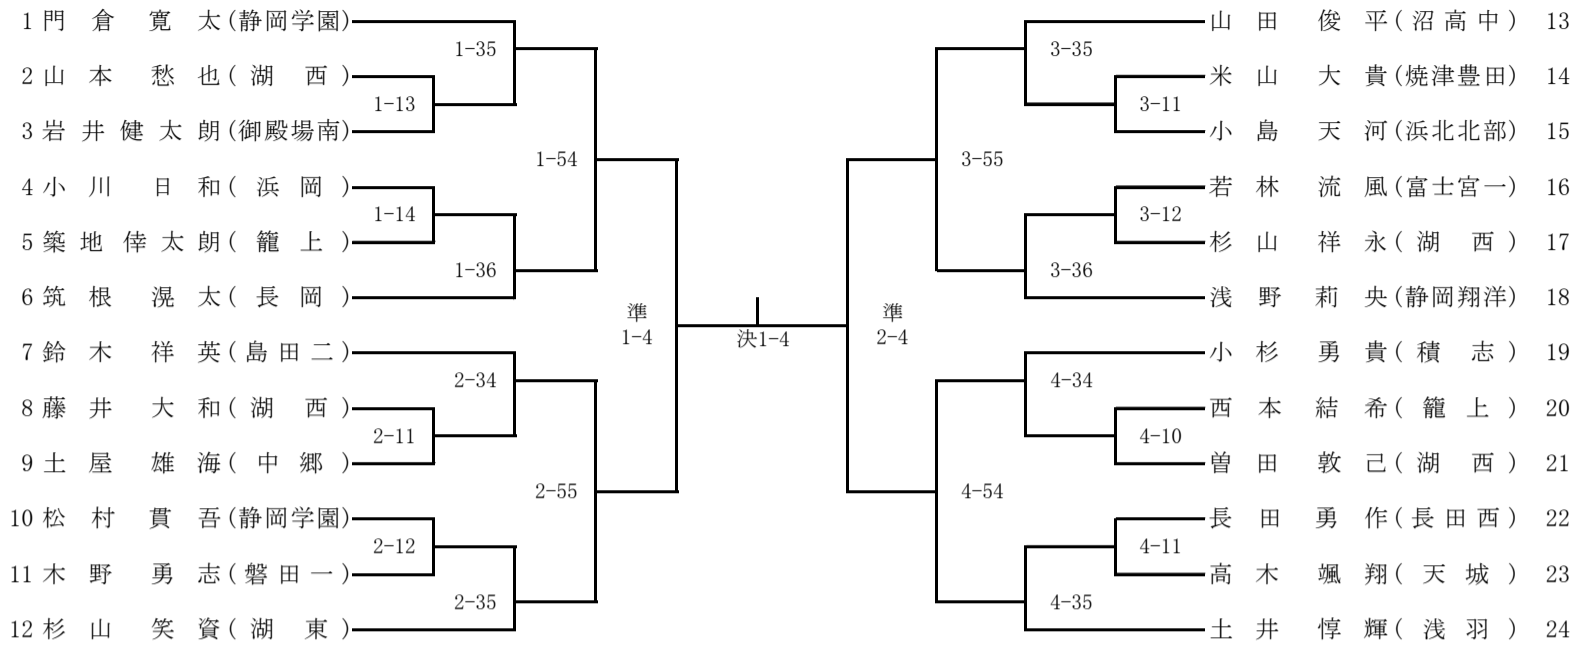 1 門倉寛太(静岡学園)
1-35
2 山本愁也(湖西)
1-13
3 岩井健太朗(御殿場南)
1-54
4 小川日和(浜岡)
1-14
5 築地倖太朗(籠上)
1-36
6 筑根滉太(長岡)
準
1-4
7 鈴木祥英(島田二)
2-34
8 藤井大和(湖西)
2-11
9 土屋雄海(中郷)
2-55
10 松村貫吾(静岡学園)
2-12
11 木野勇志(磐田一)
2-35
12 杉山笑資(湖東)
決1-4
山田俊平(沼高中) 13
3-35
米山大貴(焼津豊田) 14
3-11
小島天河(浜北北部) 15
3-55
若林流風(富士宮一) 16
3-12
杉山祥永(湖西) 17
3-36
浅野莉央(静岡翔洋) 18
準
2-4
小杉勇貴(積志) 19
4-34
西本結希(籠上) 20
4-10
曽田敦己(湖西) 21
4-54
長田勇作(長田西) 22
4-11
高木颯翔(天城) 23
4-35
土井惇輝(浅羽) 24